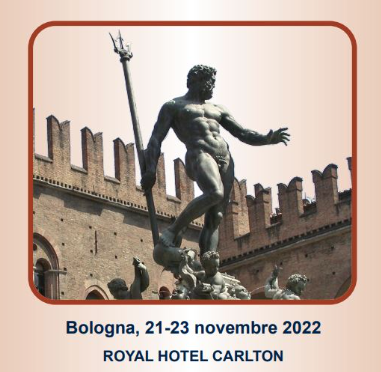 Bologna, 21-23 novembre 2022
ROYAL HOTEL CARLTON